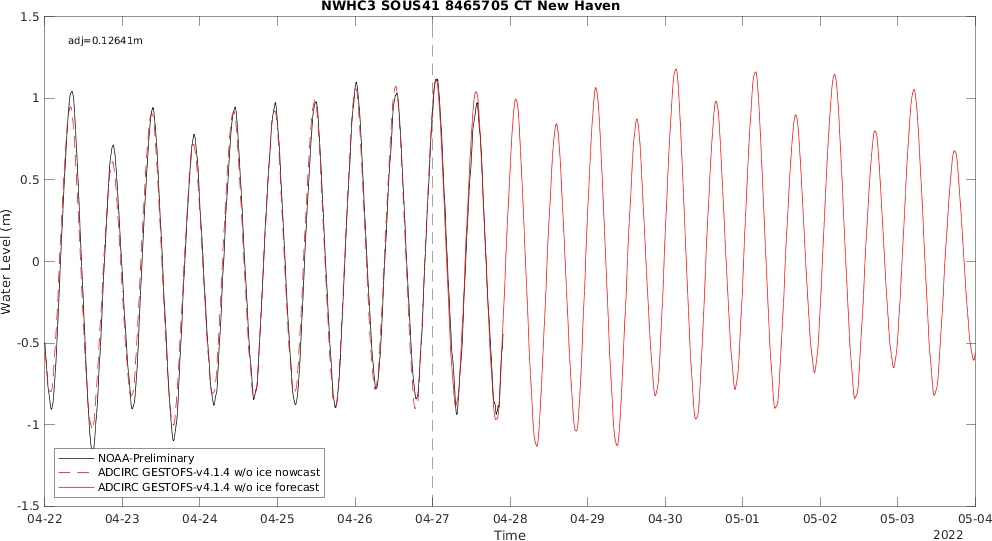 NWHC3 SOUS41 8465705 CT New Haven
1.5
adj=0.12641m
1
0.5
0
-0.5
-1
-1.5
Water Level (m)
NOAA-Preliminary
ADCIRC GESTOFS-v4.1.4 w/o ice nowcast
ADCIRC GESTOFS-v4.1.4 w/o ice forecast
04-22 04-23 04-24 04-25 04-26 04-27 04-28 04-29 04-30 05-01 05-02 05-03 05-04
Time
2022